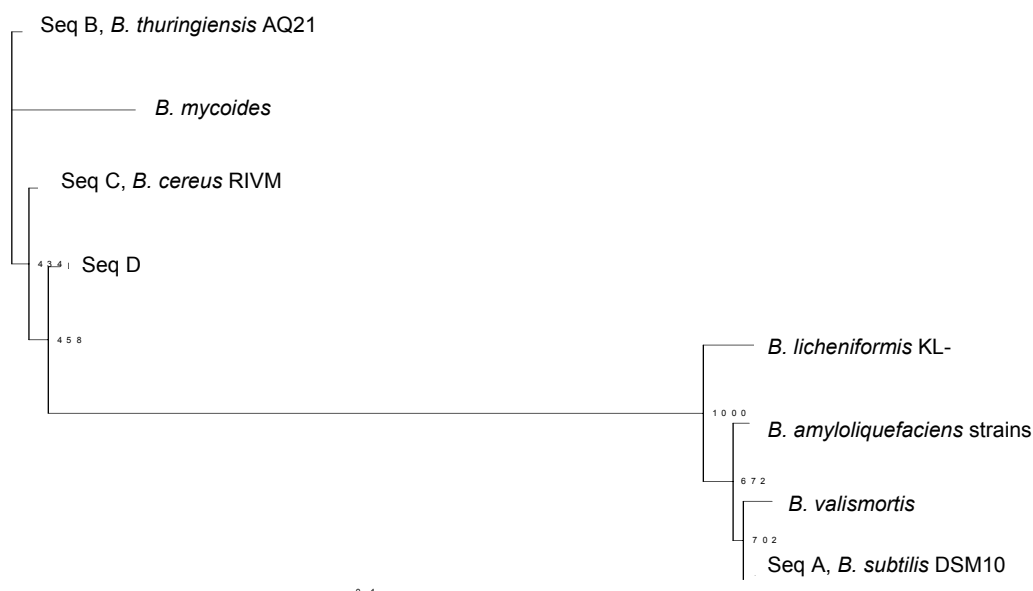 Seq B, B. thuringiensis AQ21
B. mycoides
Seq C, B. cereus RIVM
434
Seq D
458
B. licheniformis KL-
1000
B. amyloliquefaciens strains
672
B. valismortis
702
Seq A, B. subtilis DSM10